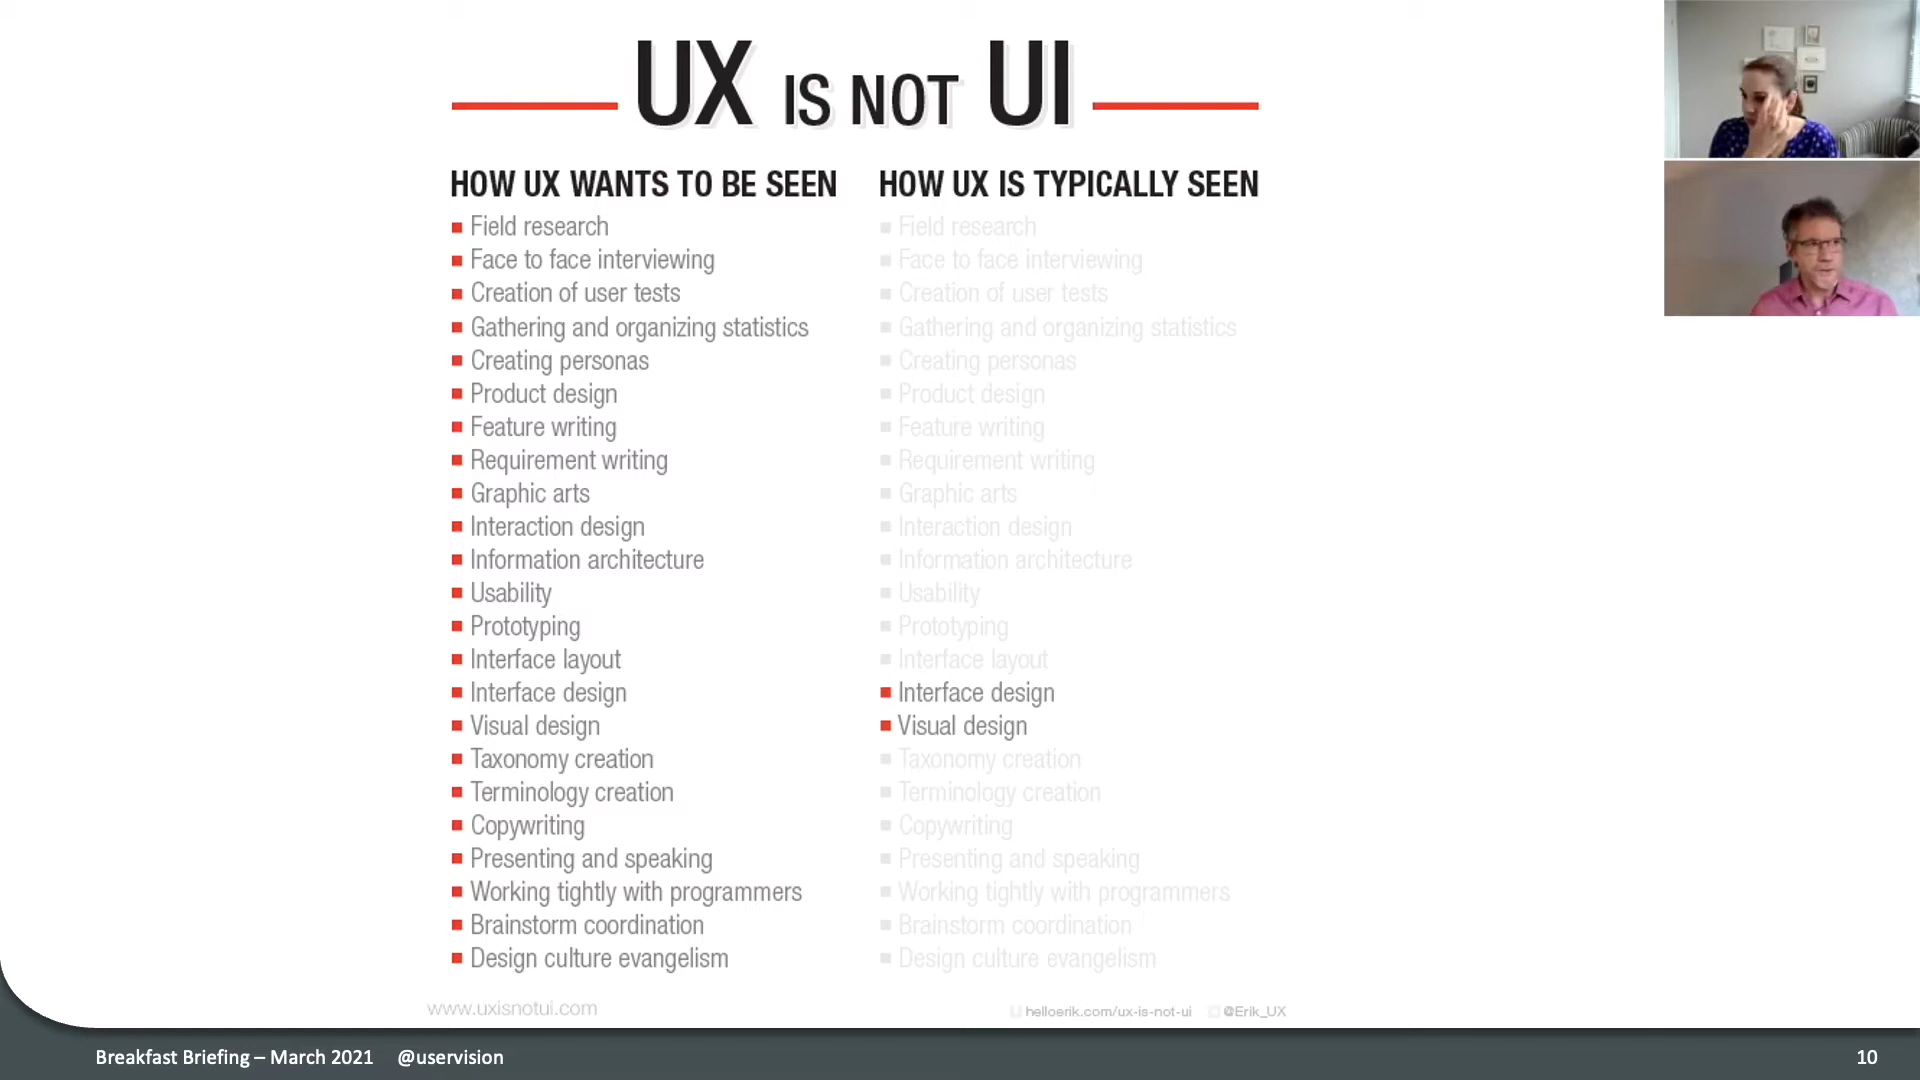 UX IS NOT UI
HOW UX WANTS TO BE SEEN
Field research
Face to face interviewing
Creation of user tests
Gathering and organizing statistics
Creating personas
Product design
Feature writing
Requirement writing
Graphic arts
Interaction design
Information architecture
Usability
Prototyping
Interface layout
Interface design
Visual design
Taxonomy creation
Terminology creation
Copywriting
Presenting and speaking
Working tightly with programmers
Brainstorm coordination
Design culture evangelism
HOW UX IS TYPICALLY SEEN
Field research
Face to face interviewing
Creation of user tests
Gathering and organizing statistics
Creating personas
Product design
Feature writing
Requirement writing
Graphic arts
Interaction design
Information architecture
Usability
Prototyping
Interface layout
Interface design
Visual design
Taxonomy creation
Terminology creation
Copywriting
Presenting and speaking
Working tightly with programmers
Brainstorm coordination
Design culture evangelism
www.uxisnotui.com
helloerik.com/ux-is-not-ui
@Erik_UX
Breakfast Briefing – March 2021 @uservision
10